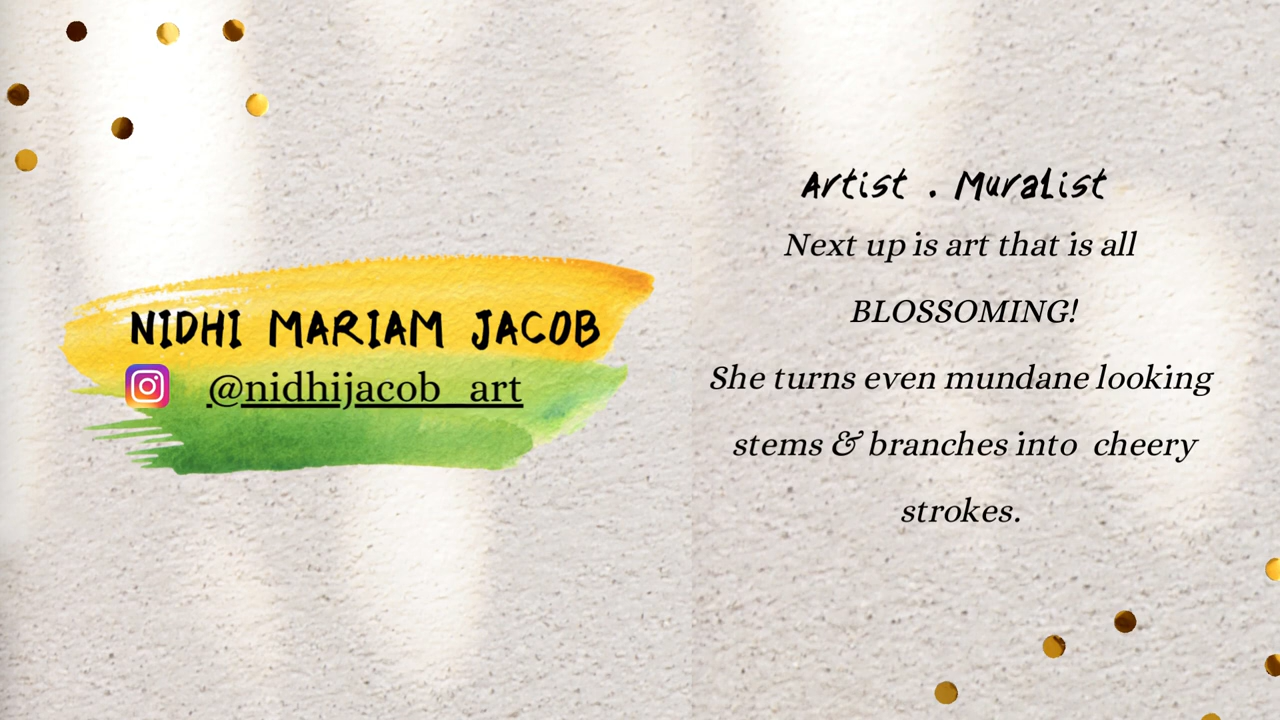 NIDHI MARIAM JACOB
@nidhijacob_art
Artist . Muralist
Next up is art that is all
BLOSSOMING!
She turns even mundane looking
stems & branches into cheery
strokes.